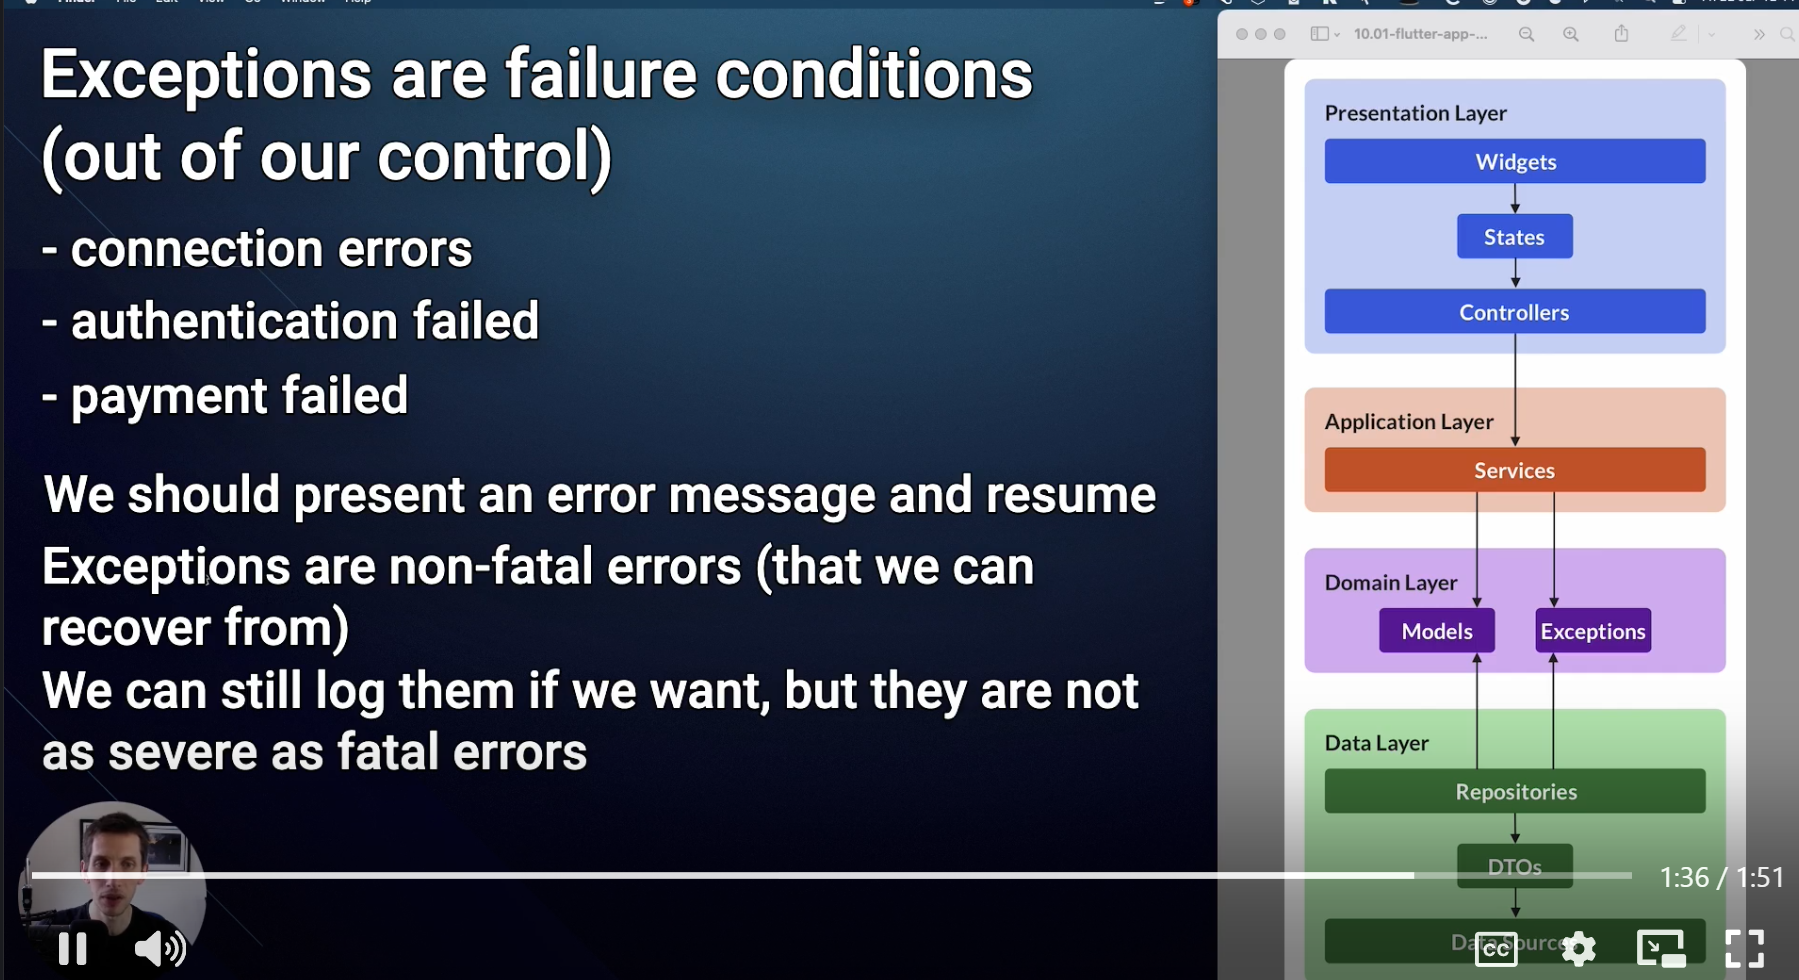 Exceptions are failure conditions
(out of our control)
- connection errors
- authentication failed
- payment failed
We should present an error message and resume
Exceptions are non-fatal errors (that we can
recover from)
We can still log them if we want, but they are not
as severe as fatal errors
10.01-flutter-app-...
Presentation Layer
Widgets
States
Controllers
Application Layer
Services
Domain Layer
Models
Exceptions
Data Layer
Repositories
DTOs
1:36 / 1:51
CC